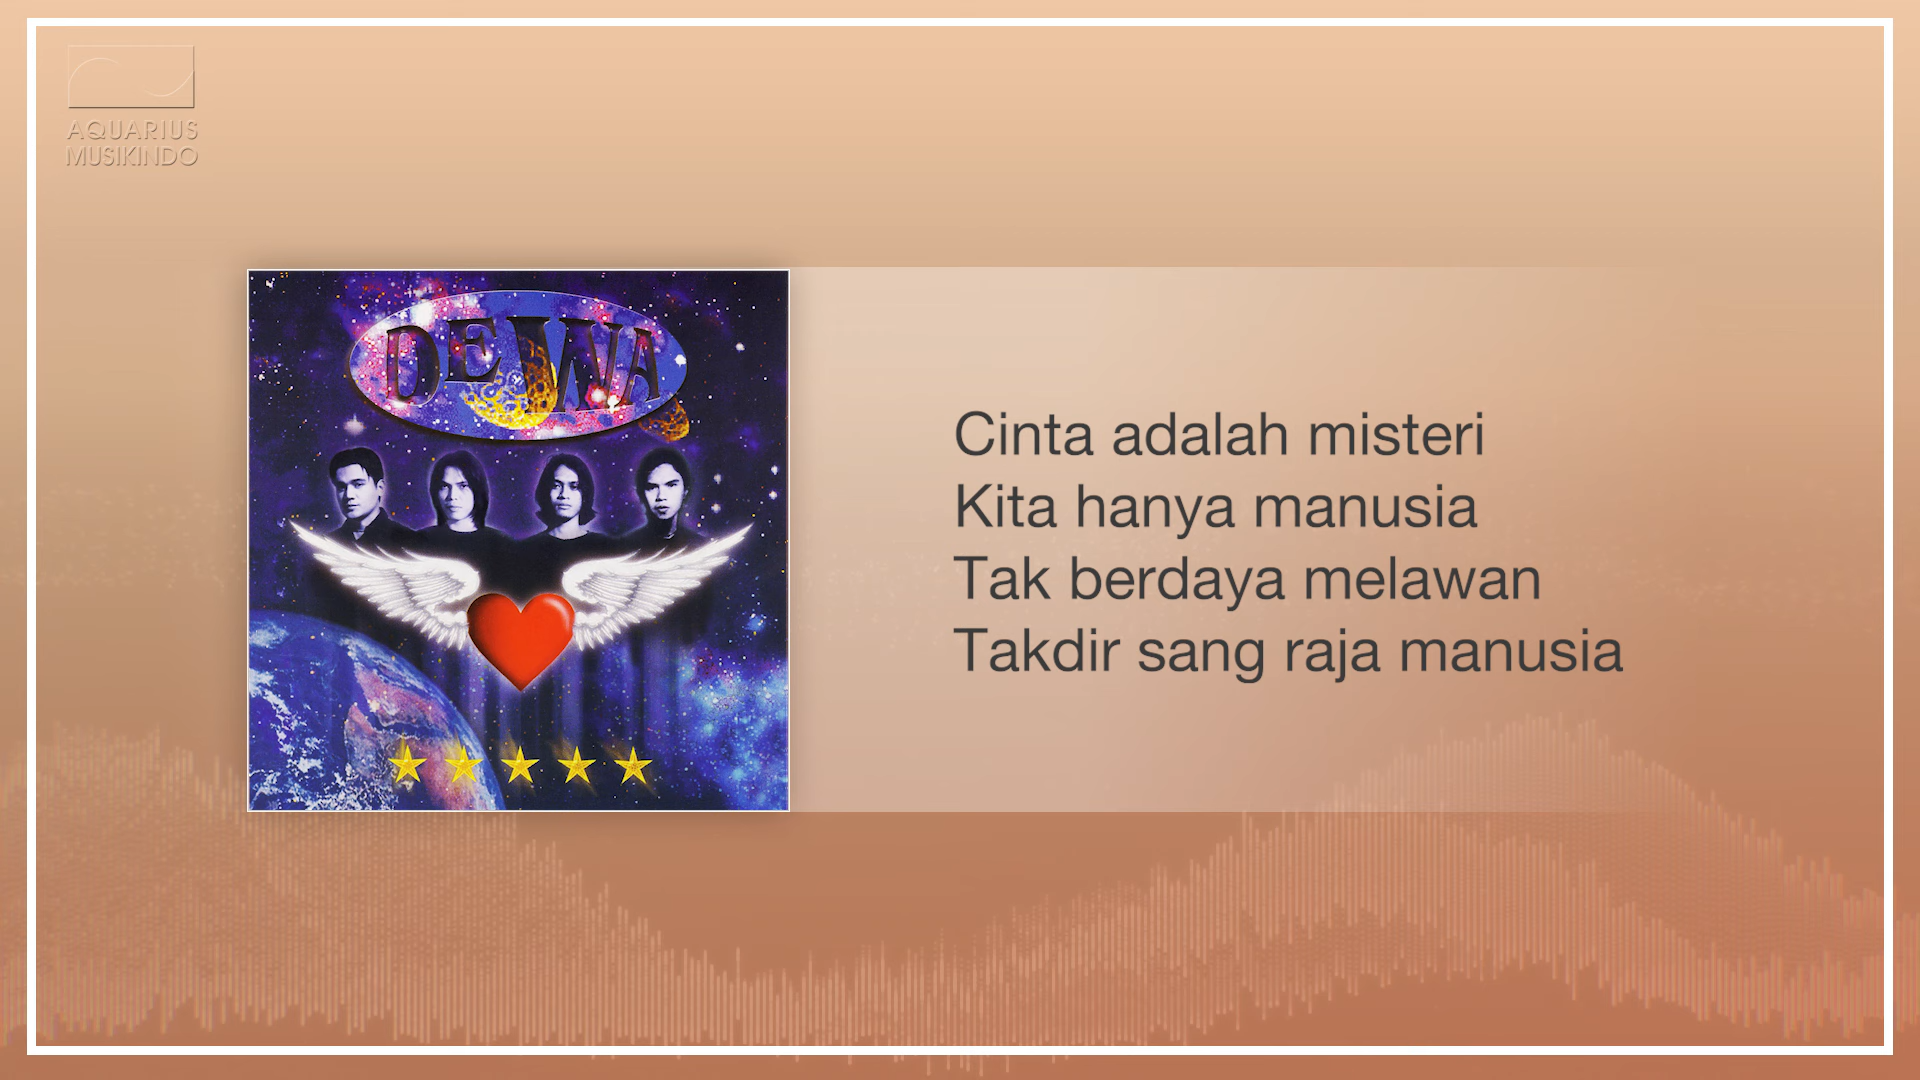 AQUARIUS
MUSIKINDO
DEWA
Cinta adalah misteri
Kita hanya manusia
Tak berdaya melawan
Takdir sang raja manusia